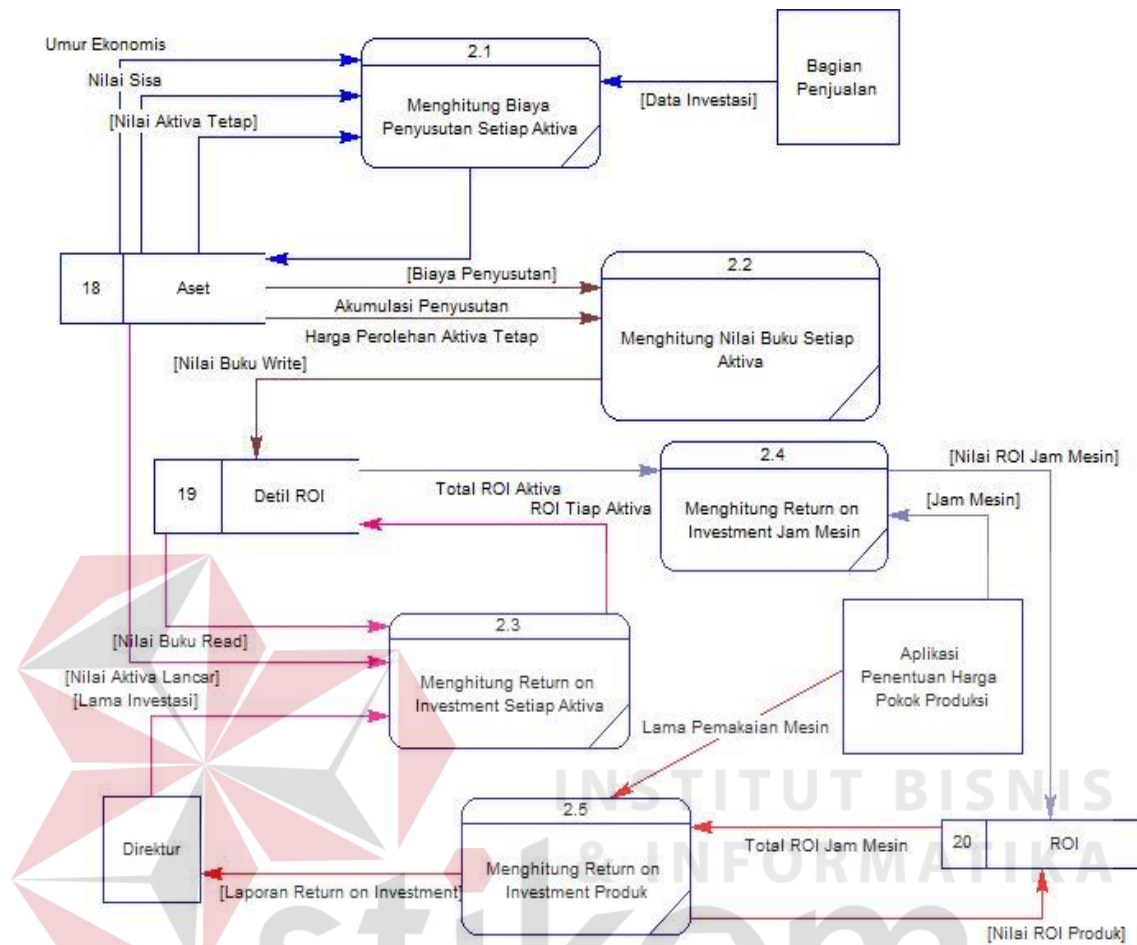 Umur Ekonomis
Nilai Sisa
[Nilai Aktiva Tetap]
2.1
Menghitung Biaya
Penyusutan Setiap Aktiva
[Data Investasi]
Bagian
Penjualan
18
Aset
[Biaya Penyusutan]
Akumulasi Penyusutan
Harga Perolehan Aktiva Tetap
2.2
Menghitung Nilai Buku Setiap
Aktiva
[Nilai Buku Write]
19
Detil ROI
Total ROI Aktiva
ROI Tiap Aktiva
2.4
Menghitung Return on
Investment Jam Mesin
[Nilai ROI Jam Mesin]
[Jam Mesin]
[Nilai Buku Read]
[Nilai Aktiva Lancar]
[Lama Investasi]
2.3
Menghitung Return on
Investment Setiap Aktiva
Aplikasi
Penentuan Harga
Pokok Produksi
Lama Pemakaian Mesin
INSTITUT BISNIS
& INFORMATIKA
stikom
Direktur
[Laporan Return on Investment]
2.5
Menghitung Return on
Investment Produk
Total ROI Jam Mesin
20
ROI
[Nilai ROI Produk]